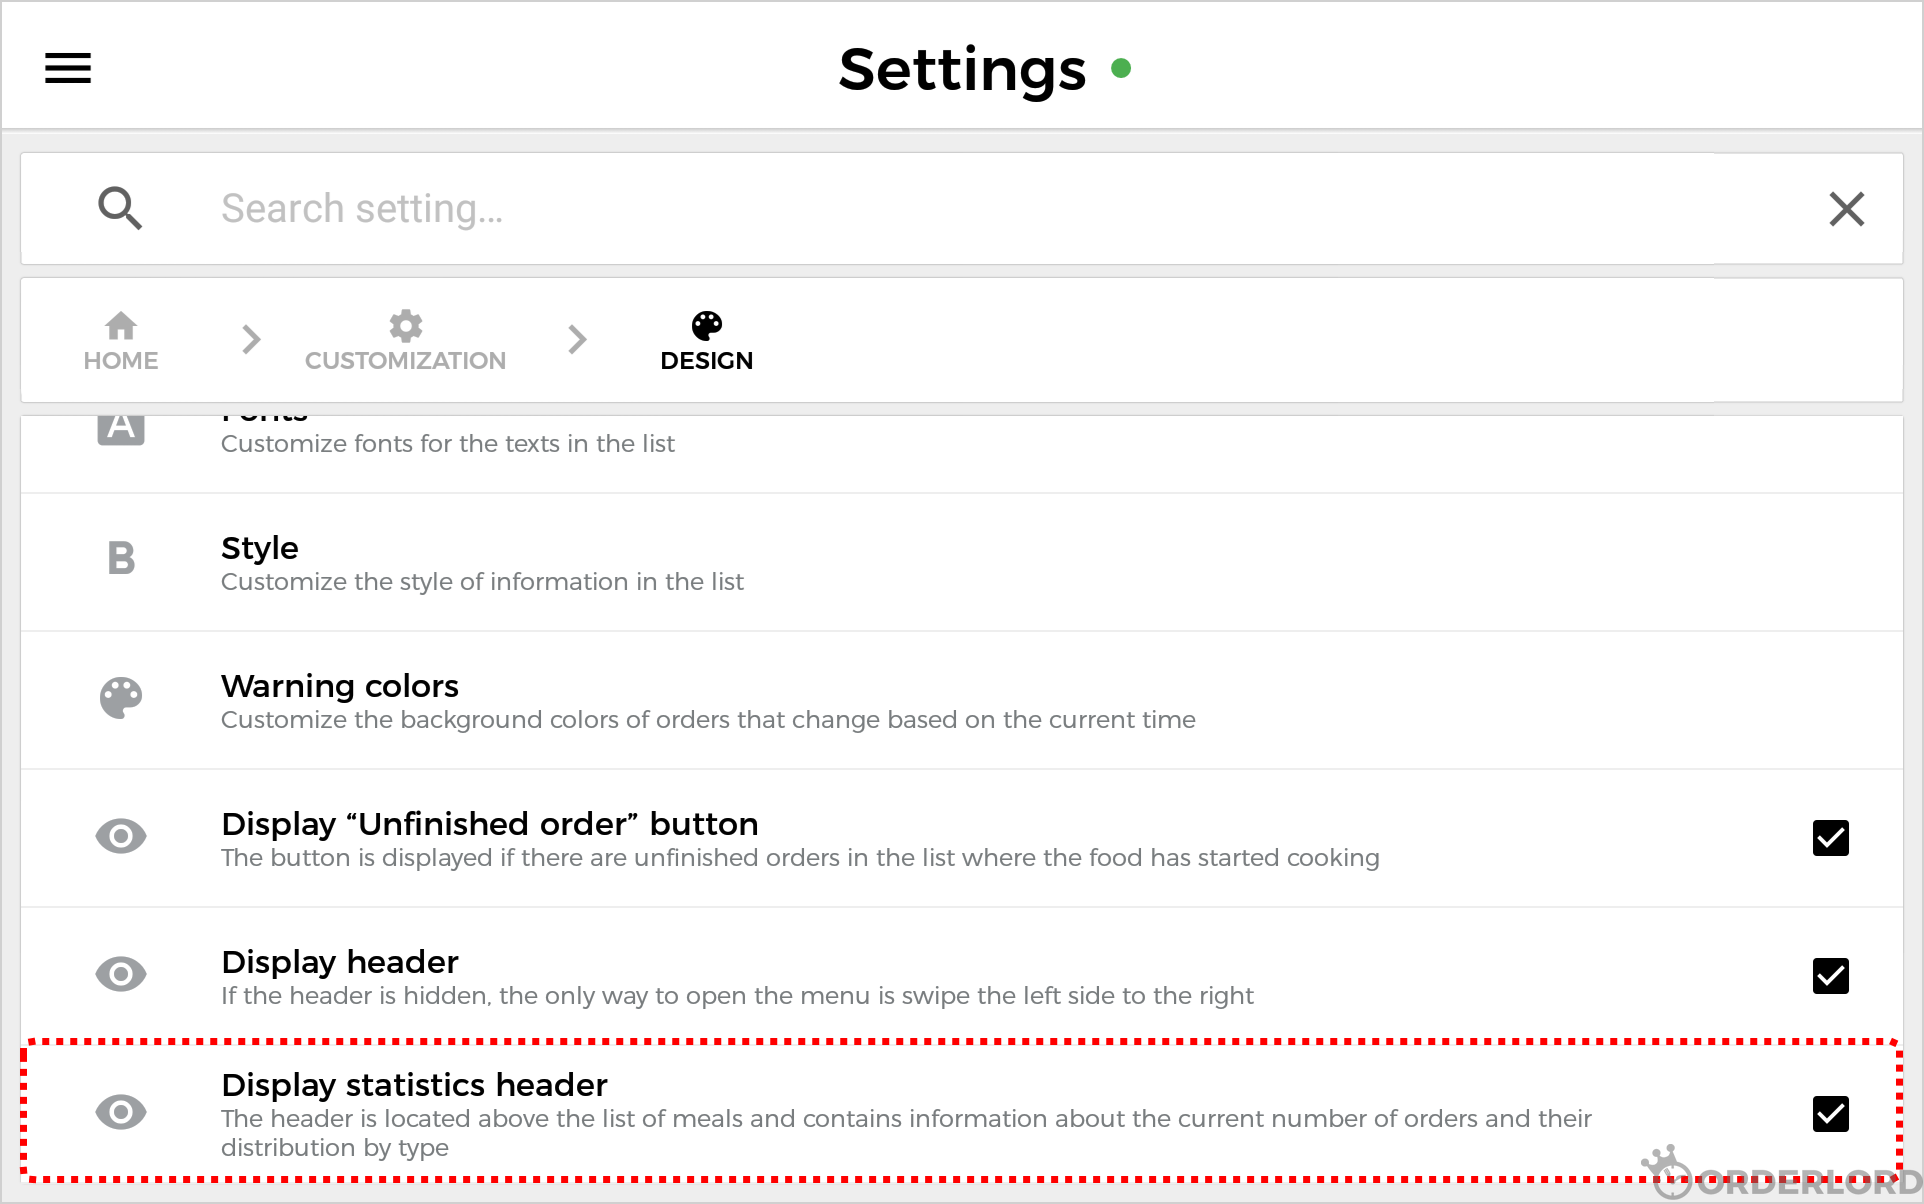 Settings
Search setting...
HOME
CUSTOMIZATION
DESIGN
Fonts
Customize fonts for the texts in the list
Style
Customize the style of information in the list
Warning colors
Customize the background colors of orders that change based on the current time
Display “Unfinished order” button
The button is displayed if there are unfinished orders in the list where the food has started cooking
Display header
If the header is hidden, the only way to open the menu is swipe the left side to the right
Display statistics header
The header is located above the list of meals and contains information about the current number of orders and their
distribution by type
ORDERLORD